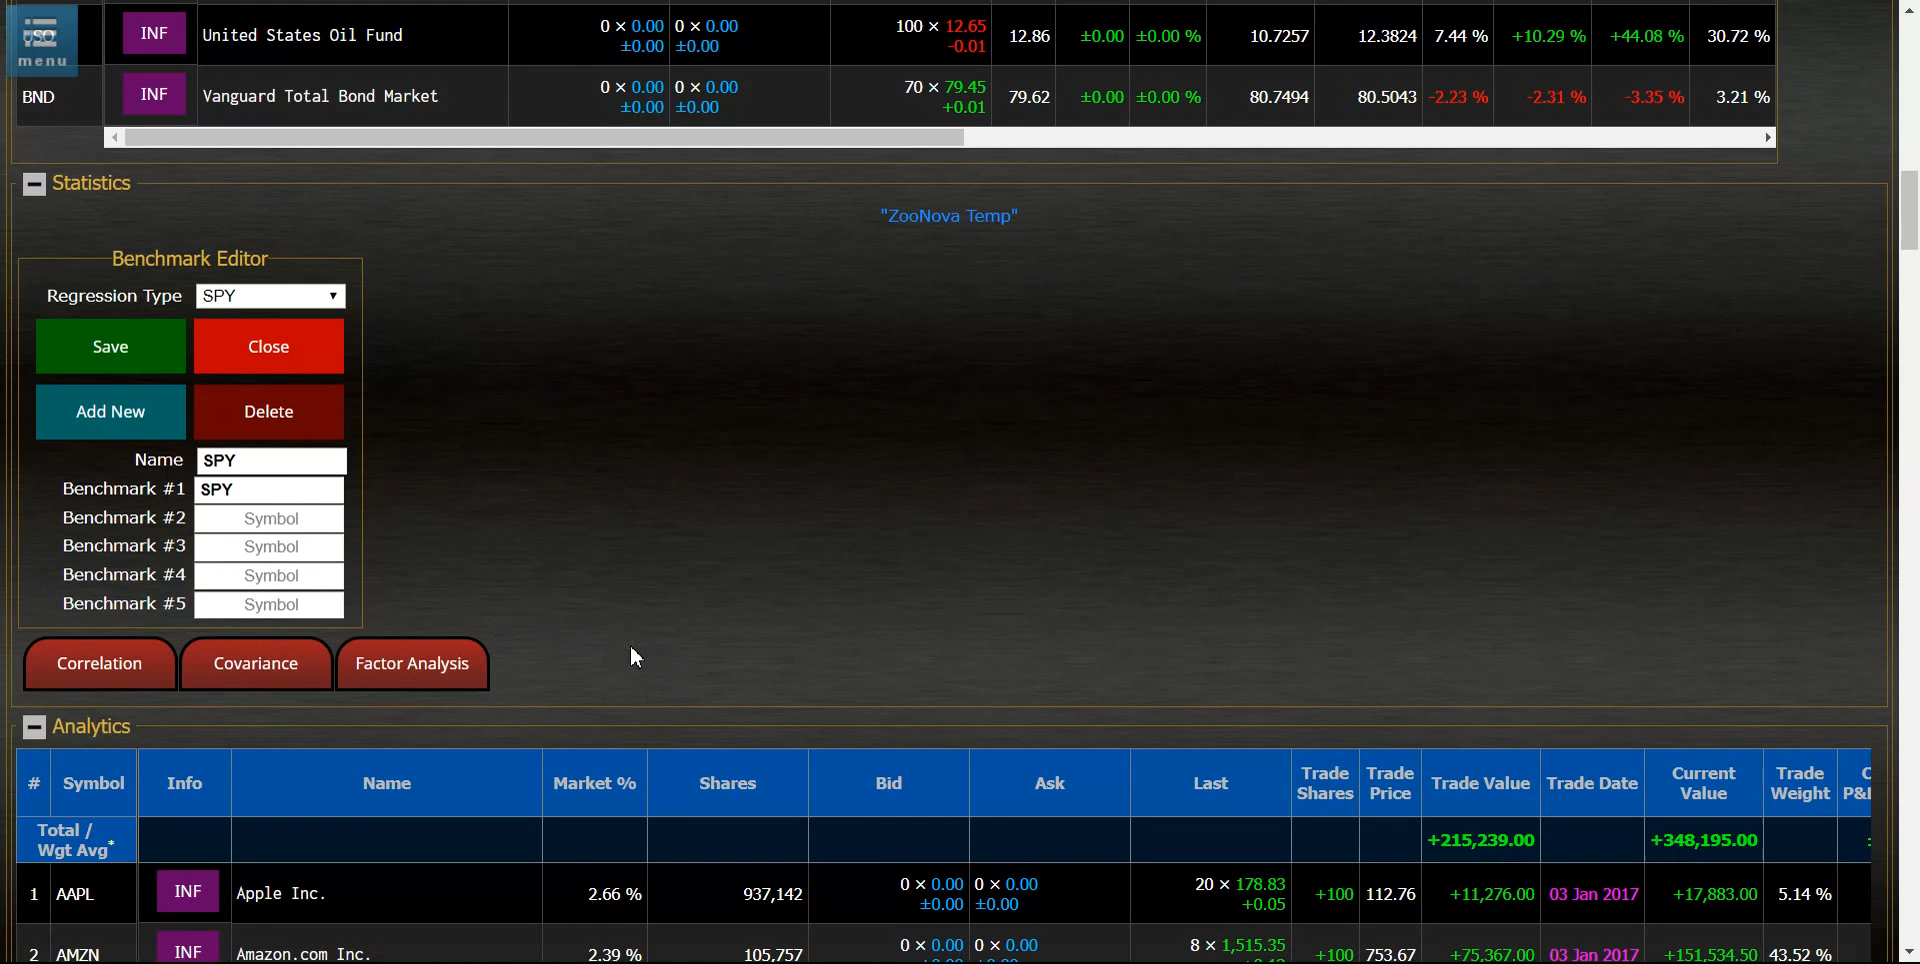 USO
menu
INF
United States Oil Fund
0 × 0.00 0 × 0.00
±0.00 ±0.00
100 × 12.65
-0.01
12.86 ±0.00 ±0.00 % 10.7257 12.3824 7.44 % +10.29 % +44.08 % 30.72 %
BND
INF
Vanguard Total Bond Market
0 × 0.00 0 × 0.00
±0.00 ±0.00
70 × 79.45
+0.01
79.62 ±0.00 ±0.00 % 80.7494 80.5043 -2.23 % -2.31 % -3.35 % 3.21 %
Statistics
"ZooNova Temp"
Benchmark Editor
Regression Type SPY
Save Close
Add New Delete
Name SPY
Benchmark #1 SPY
Benchmark #2 Symbol
Benchmark #3 Symbol
Benchmark #4 Symbol
Benchmark #5 Symbol
Correlation Covariance Factor Analysis
Analytics
# Symbol Info Name Market % Shares Bid Ask Last
Trade
Shares
Trade
Price
Trade Value Trade Date
Current
Value
Trade
Weight
Total /
Wgt Avg*
+215,239.00 +348,195.00
1 AAPL INF Apple Inc. 2.66 % 937,142
0 × 0.00 0 × 0.00
±0.00 ±0.00
20 × 178.83
+0.05
+100 112.76 +11,276.00 03 Jan 2017 +17,883.00 5.14 %
2 AMZN INF Amazon.com Inc. 2.39 % 105,757
0 × 0.00 0 × 0.00
8 × 1,515.35
+100 753.67 +75,367.00 03 Jan 2017 +151,534.50 43.52 %